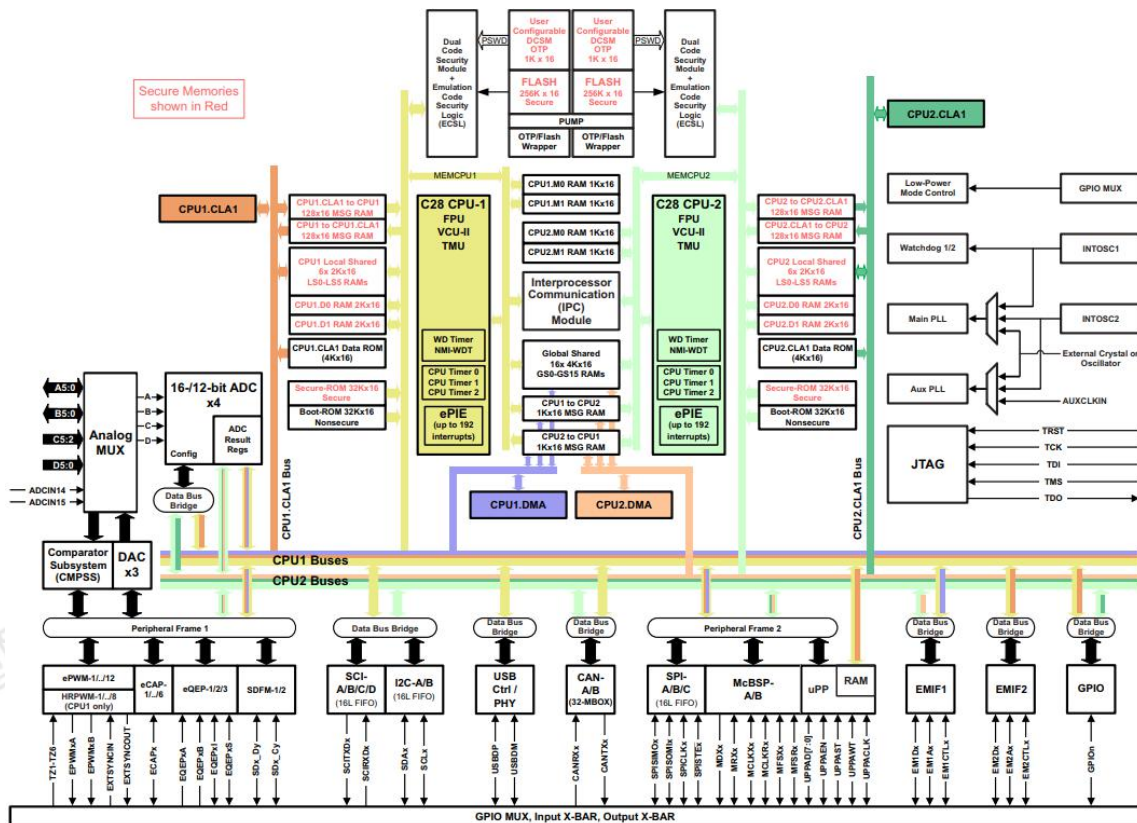 Secure Memories
shown in Red
Dual
Code
Security
Module
+
Emulation
Code
Security
Logic
(ECSL)
PSWD
User
Configurable
DCSM
OTP
1K x 16
FLASH
256K x 16
Secure
User
Configurable
DCSM
OTP
1K x 16
FLASH
256K x 16
Secure
PUMP
OTP/Flash
Wrapper
OTP/Flash
Wrapper
PSWD
Dual
Code
Security
Module
+
Emulation
Code
Security
Logic
(ECSL)
CPU2.CLA1
MEMCPU1
MEMCPU2
CPU1.CLA1
CPU1.CLA1 to CPU1
128x16 MSG RAM
CPU1 to CPU1.CLA1
128x16 MSG RAM
CPU1 Local Shared
6x 2Kx16
LS0-LS5 RAMs
CPU1.D0 RAM 2Kx16
CPU1.D1 RAM 2Kx16
CPU1.CLA1 Data ROM
(4Kx16)
Secure-ROM 32Kx16
Secure
Boot-ROM 32Kx16
Nonsecure
C28 CPU-1
FPU
VCU-II
TMU
WD Timer
NMI-WDT
CPU Timer 0
CPU Timer 1
CPU Timer 2
ePIE
(up to 192
interrupts)
CPU1.M0 RAM 1Kx16
CPU1.M1 RAM 1Kx16
CPU2.M0 RAM 1Kx16
CPU2.M1 RAM 1Kx16
Interprocessor
Communication
(IPC)
Module
Global Shared
16x 4Kx16
GS0-GS15 RAMs
CPU1 to CPU2
1Kx16 MSG RAM
CPU2 to CPU1
1Kx16 MSG RAM
C28 CPU-2
FPU
VCU-II
TMU
WD Timer
NMI-WDT
CPU Timer 0
CPU Timer 1
CPU Timer 2
ePIE
(up to 192
interrupts)
CPU2 to CPU2.CLA1
128x16 MSG RAM
CPU2.CLA1 to CPU2
128x16 MSG RAM
CPU2 Local Shared
6x 2Kx16
LS0-LS5 RAMs
CPU2.D0 RAM 2Kx16
CPU2.D1 RAM 2Kx16
CPU2.CLA1 Data ROM
(4Kx16)
Secure-ROM 32Kx16
Secure
Boot-ROM 32Kx16
Nonsecure
Low-Power
Mode Control
GPIO MUX
Watchdog 1/2
INTOSC1
Main PLL
INTOSC2
External Crystal or
Oscillator
Aux PLL
AUXCLKIN
JTAG
TRST
TCK
TDI
TMS
TDO
A5:0
B5:0
C5:2
D5:0
ADCIN14
ADCIN15
Analog
MUX
A
B
C
D
16-/12-bit ADC
x4
ADC
Result
Regs
Config
Data Bus
Bridge
CPU1.CLA1 Bus
CPU2.CLA1 Bus
CPU1.DMA
CPU2.DMA
Comparator
Subsystem
(CMPSS)
DAC
x3
CPU1 Buses
CPU2 Buses
Peripheral Frame 1
Data Bus Bridge
Data Bus
Bridge
Data Bus
Bridge
Peripheral Frame 2
Data Bus
Bridge
Data Bus
Bridge
Data Bus
Bridge
ePWM-1/../12
HRPWM-1/../8
(CPU1 only)
eCAP-
1/../6
eQEP-1/2/3
SDFM-1/2
SCI-
A/B/C/D
(16L FIFO)
I2C-A/B
(16L FIFO)
USB
Ctrl /
PHY
CAN-
A/B
(32-MBOX)
SPI-
A/B/C
(16L FIFO)
McBSP-
A/B
uPP
RAM
EMIF1
EMIF2
GPIO
TZ1-TZ6
EPWMxA
EPWMxB
EXTSYNCIN
EXTSYNCOUT
ECAPx
EQEPxA
EQEPxB
EQEPxI
EQEPxS
SDx_Dy
SDx_Cy
SCITXDx
SCIRXDx
SDAx
SCLx
USBDP
USBDM
CANRXx
CANTXx
SPISIMOx
SPISOMIx
SPICLKx
SPISTEx
MDXx
MRXx
MCLKXx
MCLKRx
MFSXx
MFSRx
UPPAD[7:0]
UPPAEN
UPPAST
UPPAWT
UPPACLK
EM1Dx
EM1Ax
EM1CTLx
EM2Dx
EM2Ax
EM2CTLx
GPIOn
GPIO MUX, Input X-BAR, Output X-BAR